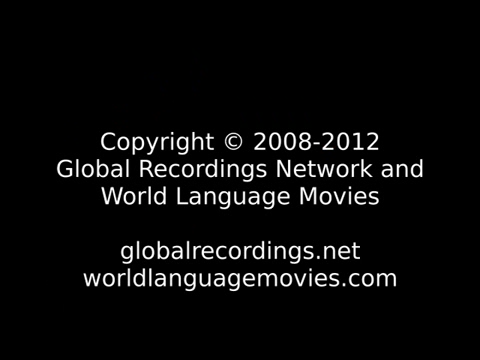 Copyright © 2008-2012
Global Recordings Network and
World Language Movies
globalrecordings.net
worldlanguagemovies.com